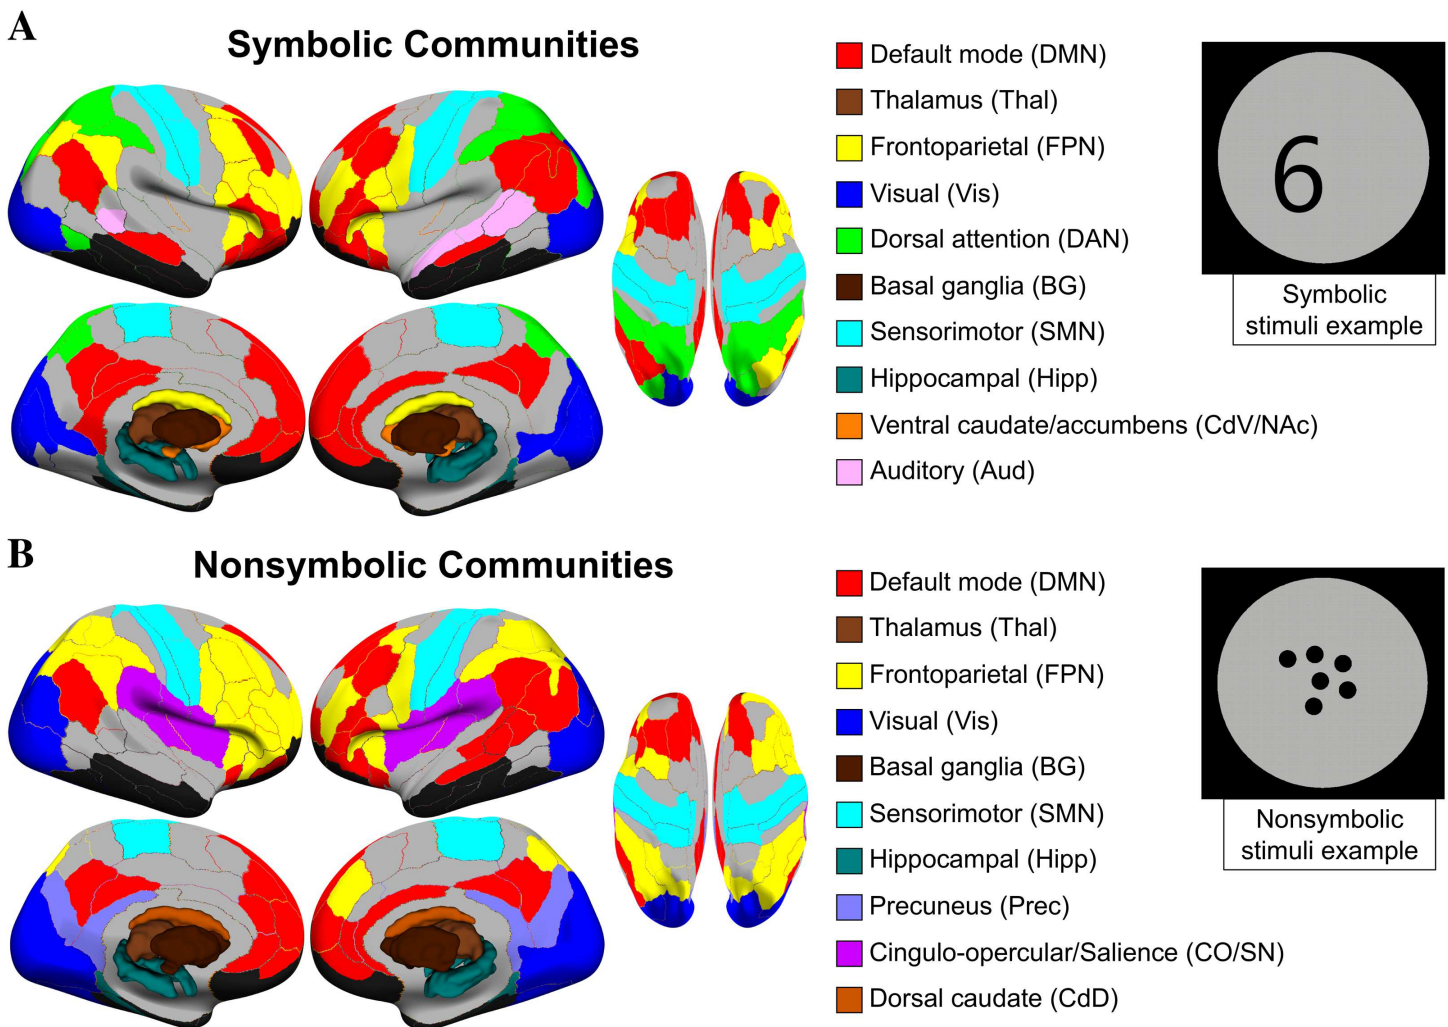 A
Symbolic Communities
Default mode (DMN)
Thalamus (Thal)
Frontoparietal (FPN)
Visual (Vis)
Dorsal attention (DAN)
Basal ganglia (BG)
Sensorimotor (SMN)
Hippocampal (Hipp)
Ventral caudate/accumbens (CdV/NAc)
Auditory (Aud)
6
Symbolic
stimuli example
B
Nonsymbolic Communities
Default mode (DMN)
Thalamus (Thal)
Frontoparietal (FPN)
Visual (Vis)
Basal ganglia (BG)
Sensorimotor (SMN)
Hippocampal (Hipp)
Precuneus (Prec)
Cingulo-opercular/Salience (CO/SN)
Dorsal caudate (CdD)
Nonsymbolic
stimuli example